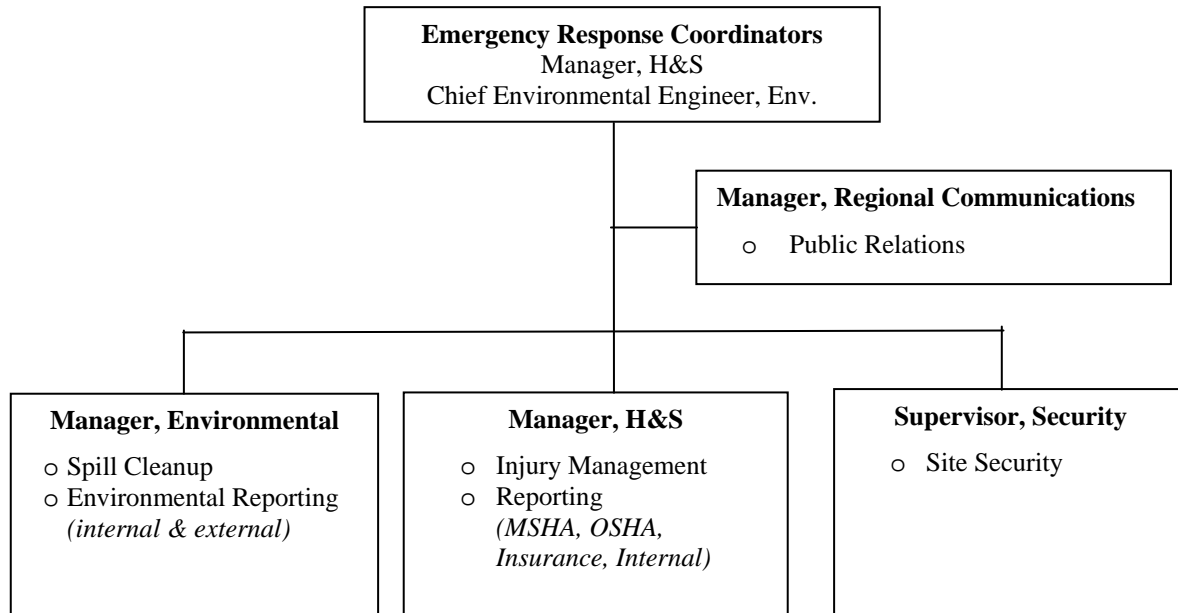 Emergency Response Coordinators
Manager, H&S
Chief Environmental Engineer, Env.
Manager, Regional Communications
o Public Relations
Manager, Environmental
o Spill Cleanup
o Environmental Reporting
(internal & external)
Manager, H&S
o Injury Management
o Reporting
(MSHA, OSHA,
Insurance, Internal)
Supervisor, Security
o Site Security